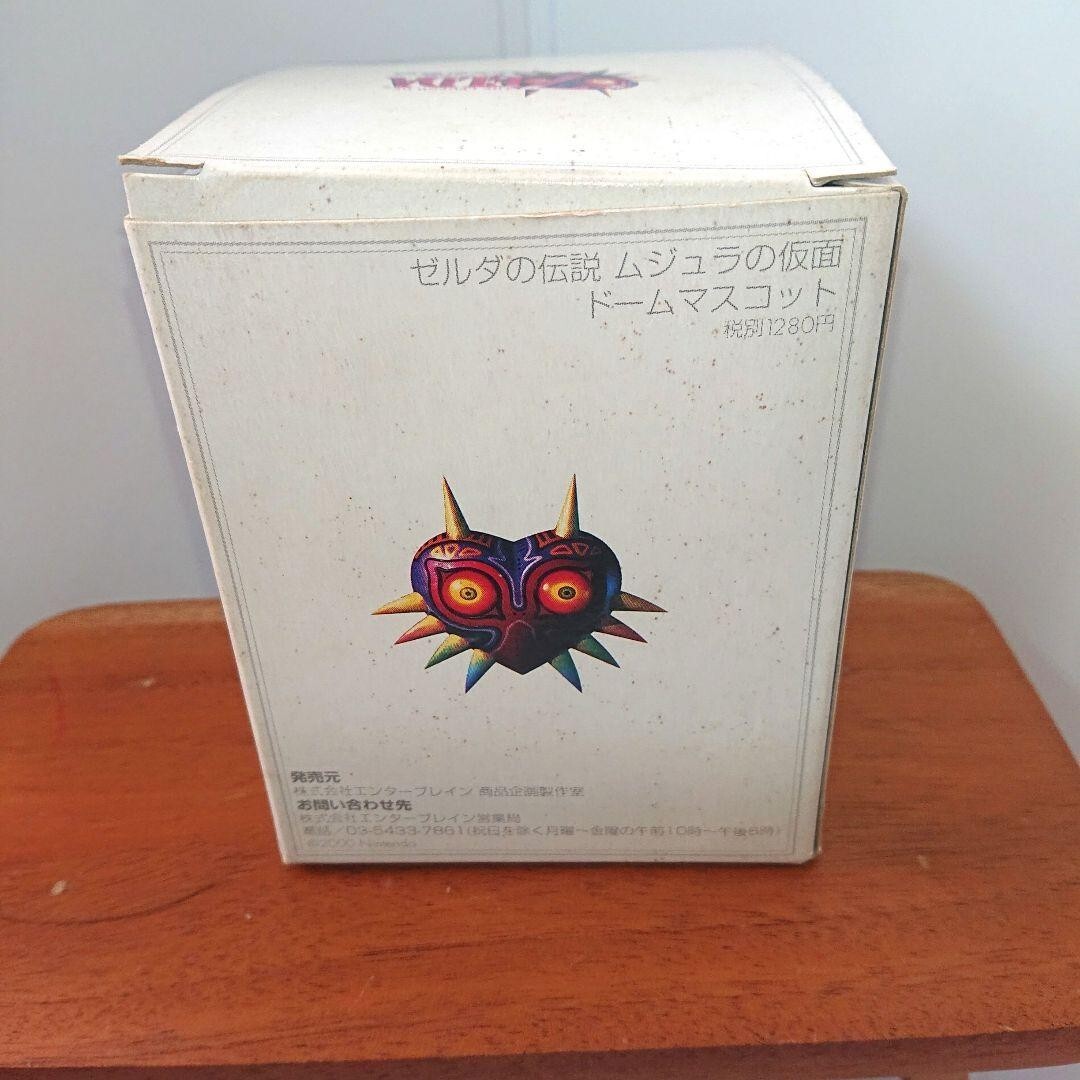 ゼルダの伝説 ムジュラの仮面
ドームマスコット
税別1280円
発売元
株式会社エンターブレイン 商品企画製作室
お問い合わせ先
株式会社エンターブレイン営業局
電話/03-5433-7861(祝日を除く月曜〜金曜の午前10時〜午後6時)
©2000 Nintendo